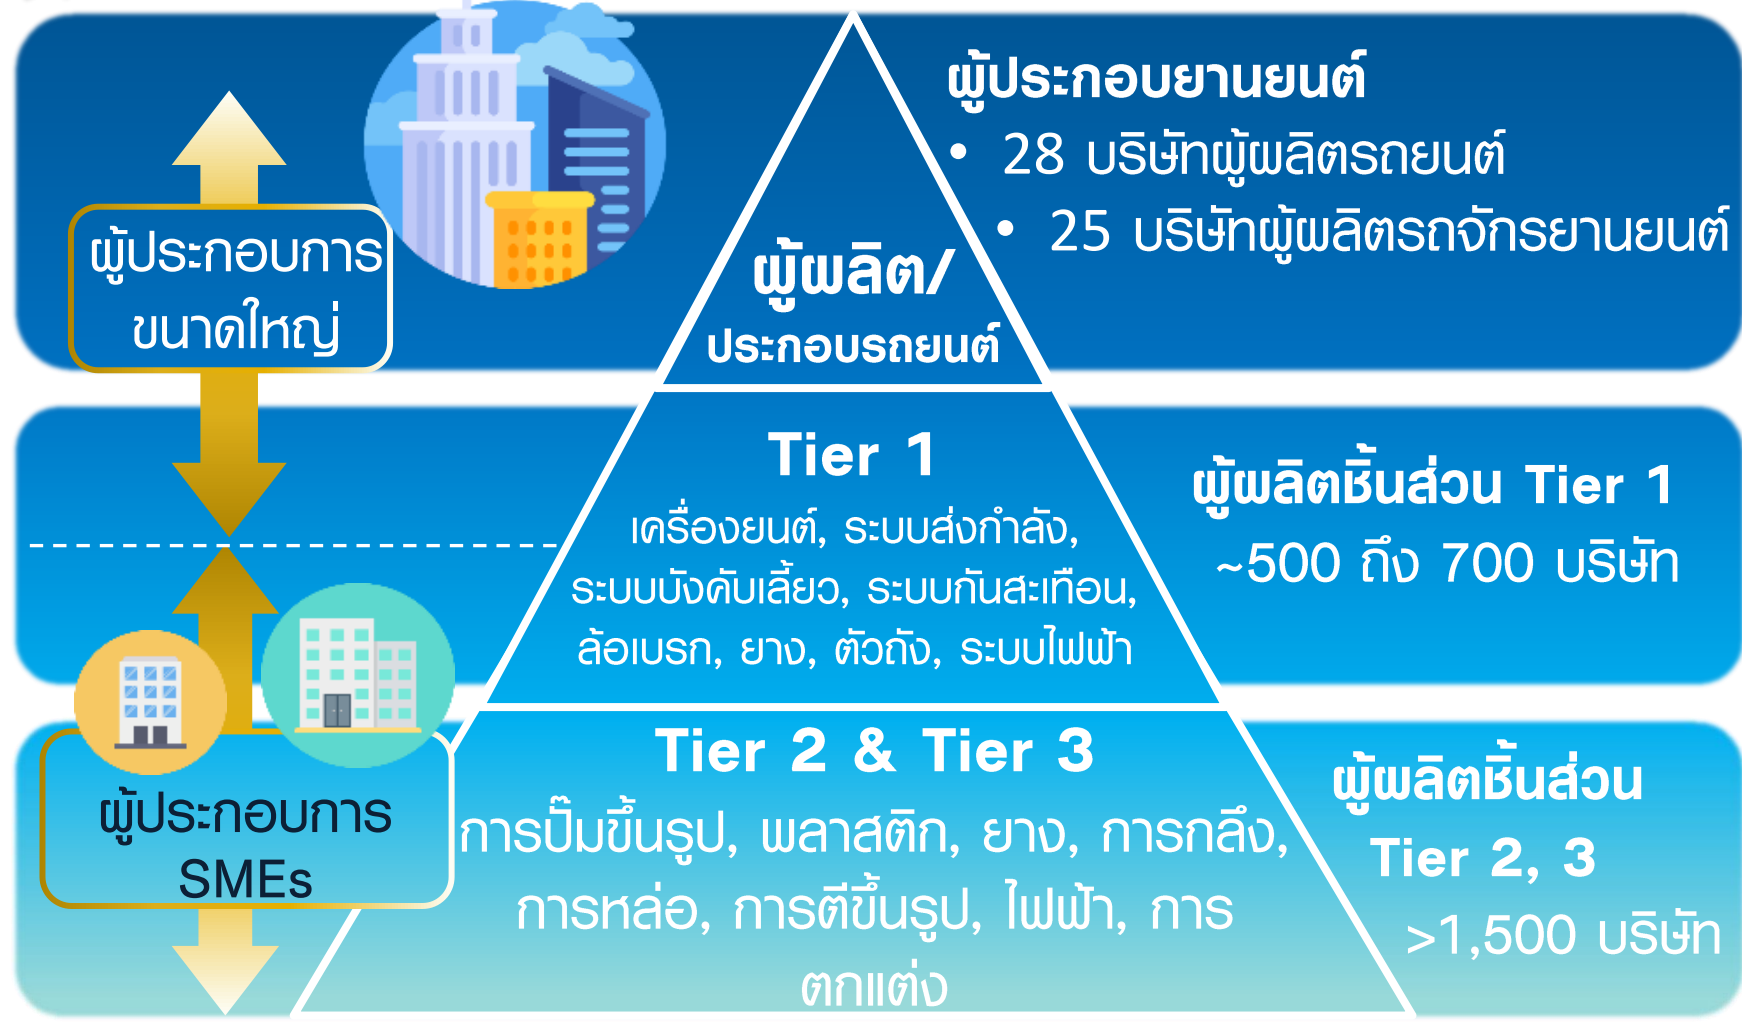 ผู้ประกอบยานยนต์
• 28 บริษัทผู้ผลิตรถยนต์
• 25 บริษัทผู้ผลิตรถจักรยานยนต์
ผู้ประกอบการ
ขนาดใหญ่
ผู้ผลิต/
ประกอบรถยนต์
Tier 1
เครื่องยนต์, ระบบส่งกำลัง,
ระบบบังคับเลี้ยว, ระบบกันสะเทือน,
ล้อเบรก, ยาง, ตัวถัง, ระบบไฟฟ้า
ผู้ผลิตชิ้นส่วน Tier 1
~500 ถึง 700 บริษัท
ผู้ประกอบการ
SMEs
Tier 2 & Tier 3
การปั๊มขึ้นรูป, พลาสติก, ยาง, การกลึง,
การหล่อ, การตีขึ้นรูป, ไฟฟ้า, การ
ตกแต่ง
ผู้ผลิตชิ้นส่วน
Tier 2, 3
>1,500 บริษัท